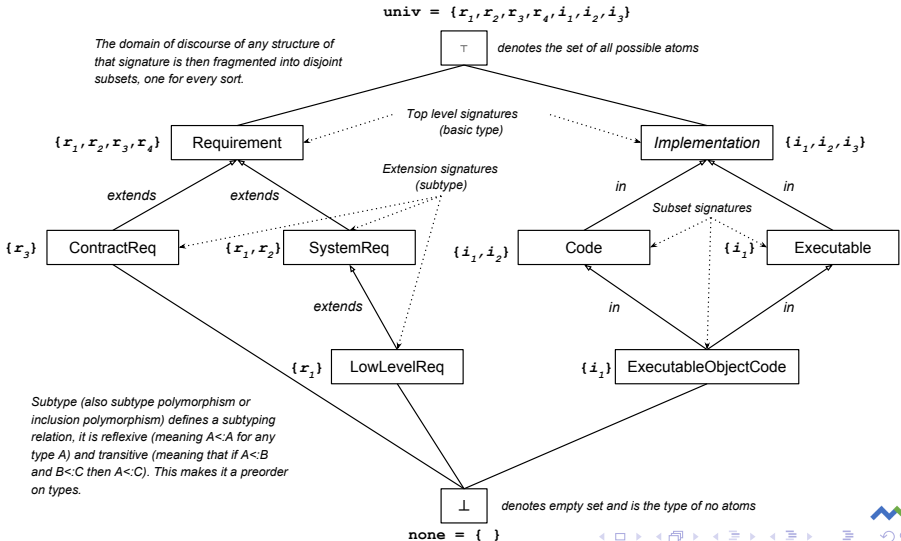 univ = {r₁,r₂,r₃,r₄,i₁,i₂,i₃}
The domain of discourse of any structure of
that signature is then fragmented into disjoint
subsets, one for every sort.
⊤
denotes the set of all possible atoms
Top level signatures
(basic type)
{r₁,r₂,r₃,r₄}
Requirement
Implementation
{i₁,i₂,i₃}
Extension signatures
(subtype)
extends
extends
in
in
Subset signatures
{r₃}
ContractReq
{r₁,r₂}
SystemReq
{i₁,i₂}
Code
{i₁}
Executable
extends
in
in
{r₁}
LowLevelReq
{i₁}
ExecutableObjectCode
Subtype (also subtype polymorphism or
inclusion polymorphism) defines a subtyping
relation, it is reflexive (meaning A<:A for any
type A) and transitive (meaning that if A<:B
and B<:C then A<:C). This makes it a preorder
on types.
⊥
denotes empty set and is the type of no atoms
none = { }